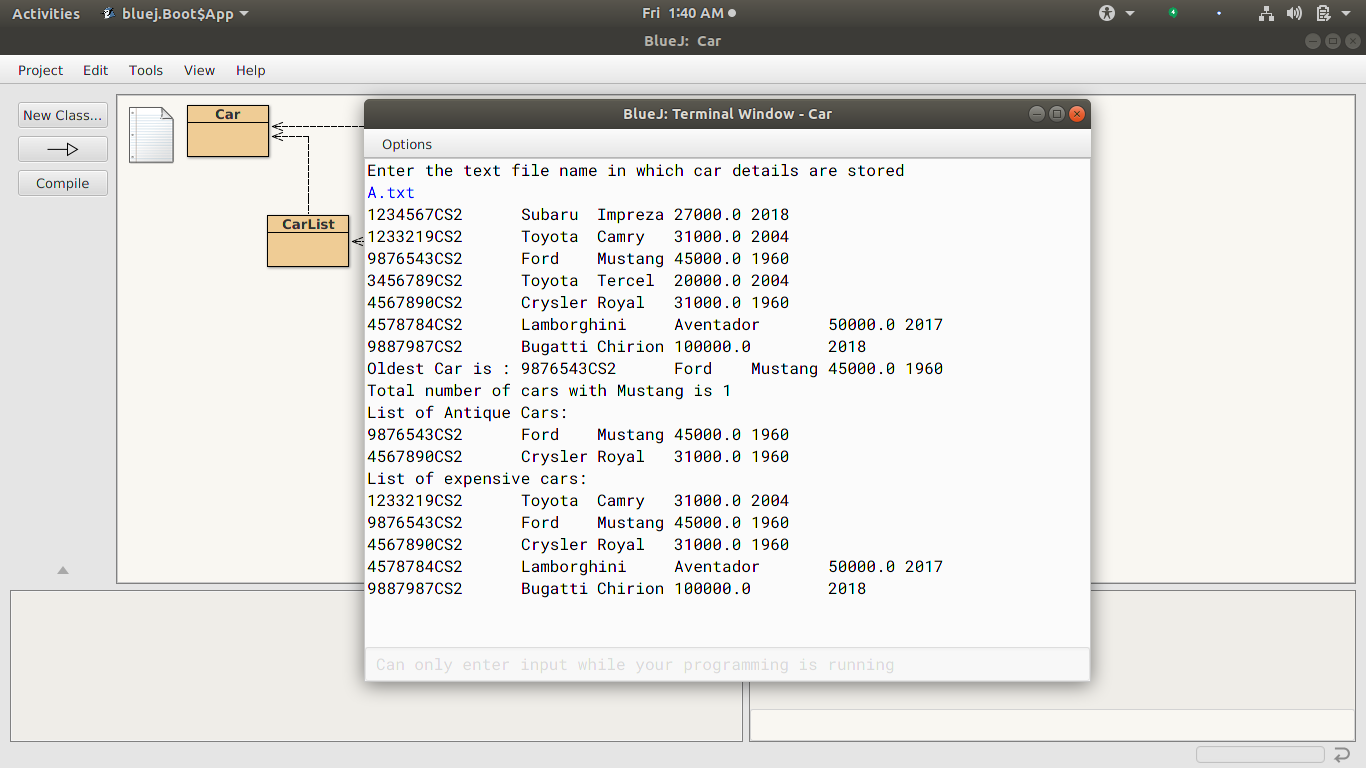 Activities bluej.Boot$App Fri 1:40 AM
BlueJ: Car
Project Edit Tools View Help
New Class...
Compile
Car
CarList
BlueJ: Terminal Window - Car
Options
Enter the text file name in which car details are stored
A.txt
1234567CS2 Subaru Impreza 27000.0 2018
1233219CS2 Toyota Camry 31000.0 2004
9876543CS2 Ford Mustang 45000.0 1960
3456789CS2 Toyota Tercel 20000.0 2004
4567890CS2 Crysler Royal 31000.0 1960
4578784CS2 Lamborghini Aventador 50000.0 2017
9887987CS2 Bugatti Chirion 100000.0 2018
Oldest Car is : 9876543CS2 Ford Mustang 45000.0 1960
Total number of cars with Mustang is 1
List of Antique Cars:
9876543CS2 Ford Mustang 45000.0 1960
4567890CS2 Crysler Royal 31000.0 1960
List of expensive cars:
1233219CS2 Toyota Camry 31000.0 2004
9876543CS2 Ford Mustang 45000.0 1960
4567890CS2 Crysler Royal 31000.0 1960
4578784CS2 Lamborghini Aventador 50000.0 2017
9887987CS2 Bugatti Chirion 100000.0 2018
Can only enter input while your programming is running